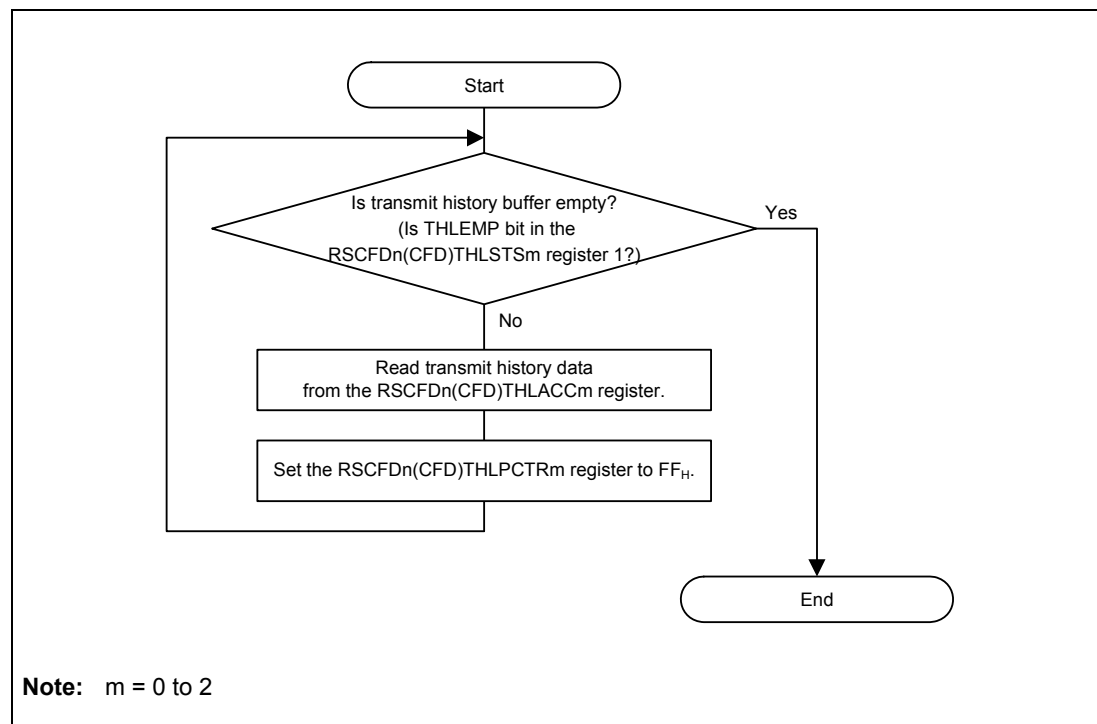 Start
Is transmit history buffer empty?
(Is THLEMP bit in the
RSCFDn(CFD)THLSTSm register 1?)
Yes
No
Read transmit history data
from the RSCFDn(CFD)THLACCm register.
Set the RSCFDn(CFD)THLPCTRm register to FFH.
End
Note: m = 0 to 2